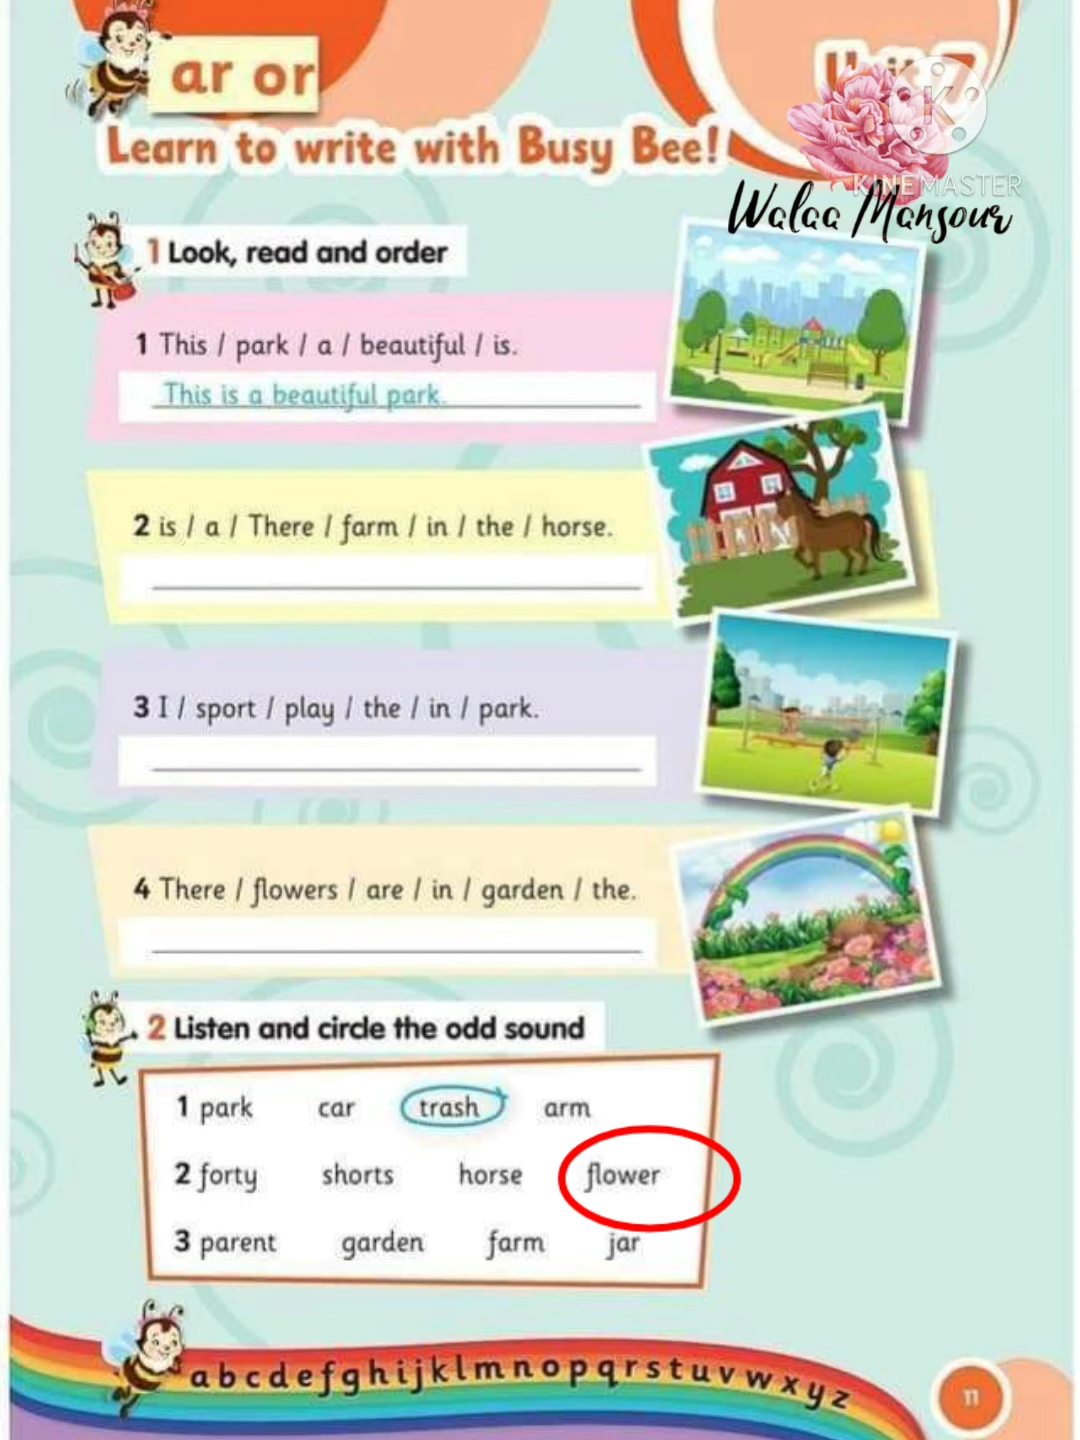 ar or
Unit 7
Learn to write with Busy Bee!
KINEMASTER
Walaa Mansour
1 Look, read and order
1 This / park / a / beautiful / is.
This is a beautiful park.
2 is / a / There / farm / in / the / horse.
3 I / sport / play / the / in / park.
4 There / flowers / are / in / garden / the.
2 Listen and circle the odd sound
1 park car trash arm
2 forty shorts horse flower
3 parent garden farm jar
a b c d e f g h i j k l m n o p q r s t u v w x y z
11